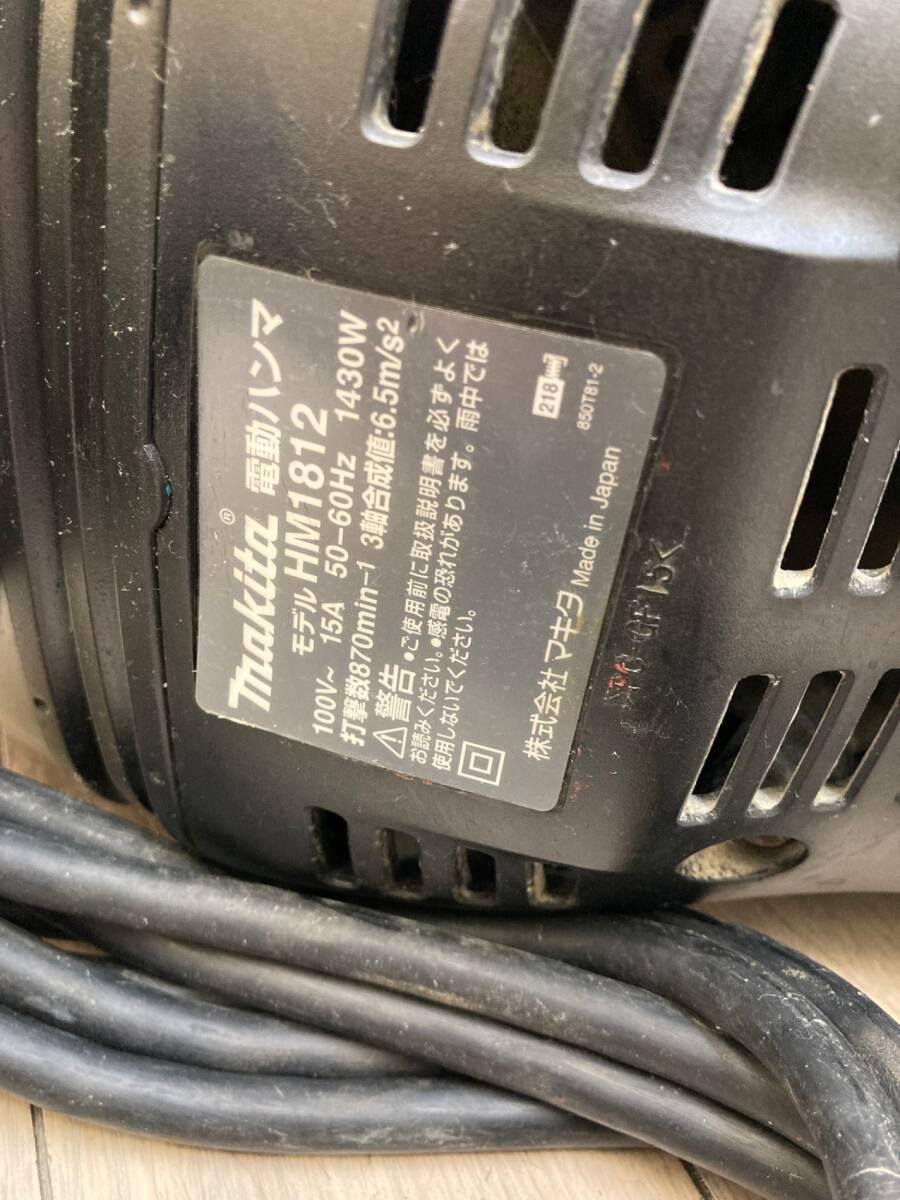 makita® 電動ハンマ
モデル HM1812
100V~ 15A 50-60Hz 1430W
打撃数870min-1 3軸合成値:6.5m/s2
警告 •ご使用前に取扱説明書を必ずよく
お読みください。•感電の恐れがあります。雨中では
使用しないでください。
218
850T81-2
株式会社 マキタ Made in Japan
GF15<